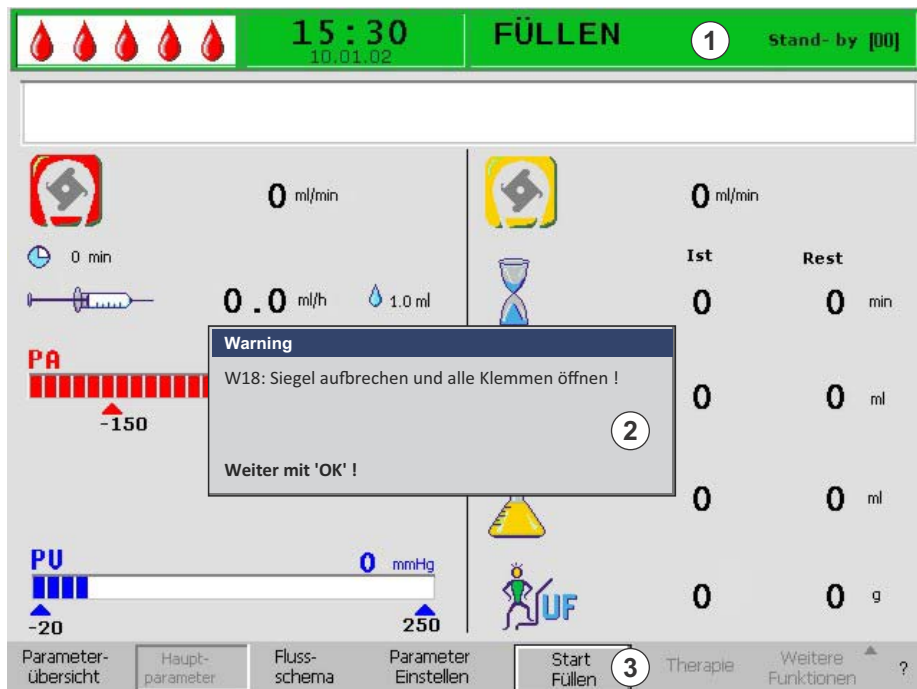 15:30
10.01.02
FÜLLEN
1
Stand- by [00]
0 ml/min
0 ml/min
0 min
Ist Rest
0.0 ml/h 1.0 ml
0 0 min
PA
-150
Warning
W18: Siegel aufbrechen und alle Klemmen öffnen !
2
Weiter mit 'OK' !
0 0 ml
0 0 ml
PV 0 mmHg
-20 250
UF
0 0 g
Parameter-
übersicht
Haupt-
parameter
Fluss-
schema
Parameter
Einstellen
Start
Füllen
3
Therapie
Weitere
Funktionen
?